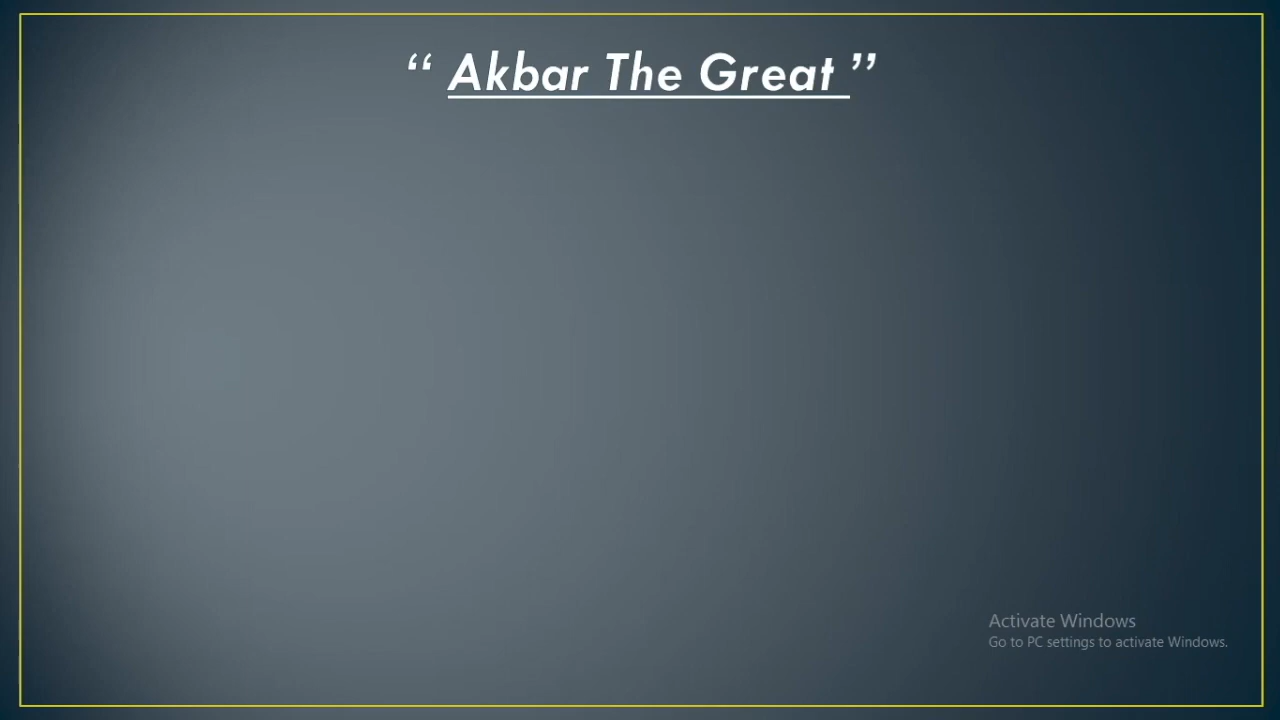 “ Akbar The Great ”
Activate Windows
Go to PC settings to activate Windows.